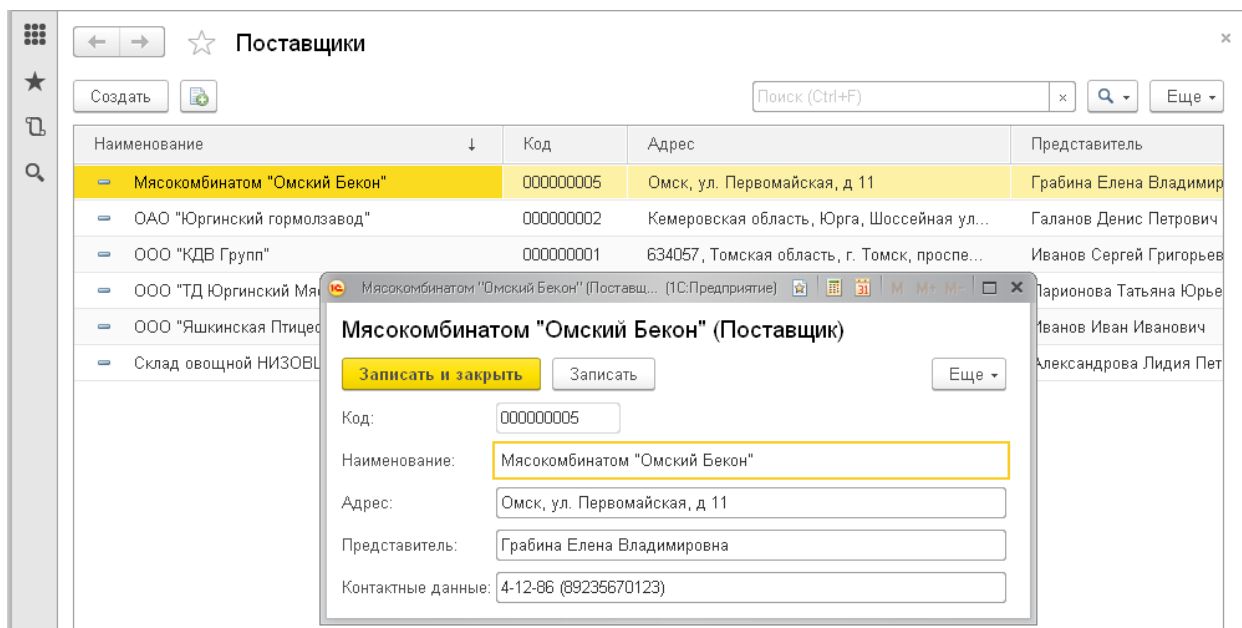 Поставщики
Создать Поиск (Ctrl+F) Еще
Наименование Код Адрес Представитель
Мясокомбинатом "Омский Бекон" 000000005 Омск, ул. Первомайская, д 11 Грабина Елена Владимир
ОАО "Юргинский гормолзавод" 000000002 Кемеровская область, Юрга, Шоссейная ул... Галанов Денис Петрович
ООО "КДВ Групп" 000000001 634057, Томская область, г. Томск, проспе... Иванов Сергей Григорьев
ООО "ТД Юргинский Мя Ларионова Татьяна Юрье
ООО "Яшкинская Птицес Иванов Иван Иванович
Склад овощной НИЗОВЦ Александрова Лидия Пет
Мясокомбинатом "Омский Бекон" (Поставщ... (1С:Предприятие) 31 M M+ M-
Мясокомбинатом "Омский Бекон" (Поставщик)
Записать и закрыть Записать Еще
Код: 000000005
Наименование: Мясокомбинатом "Омский Бекон"
Адрес: Омск, ул. Первомайская, д 11
Представитель: Грабина Елена Владимировна
Контактные данные: 4-12-86 (89235670123)